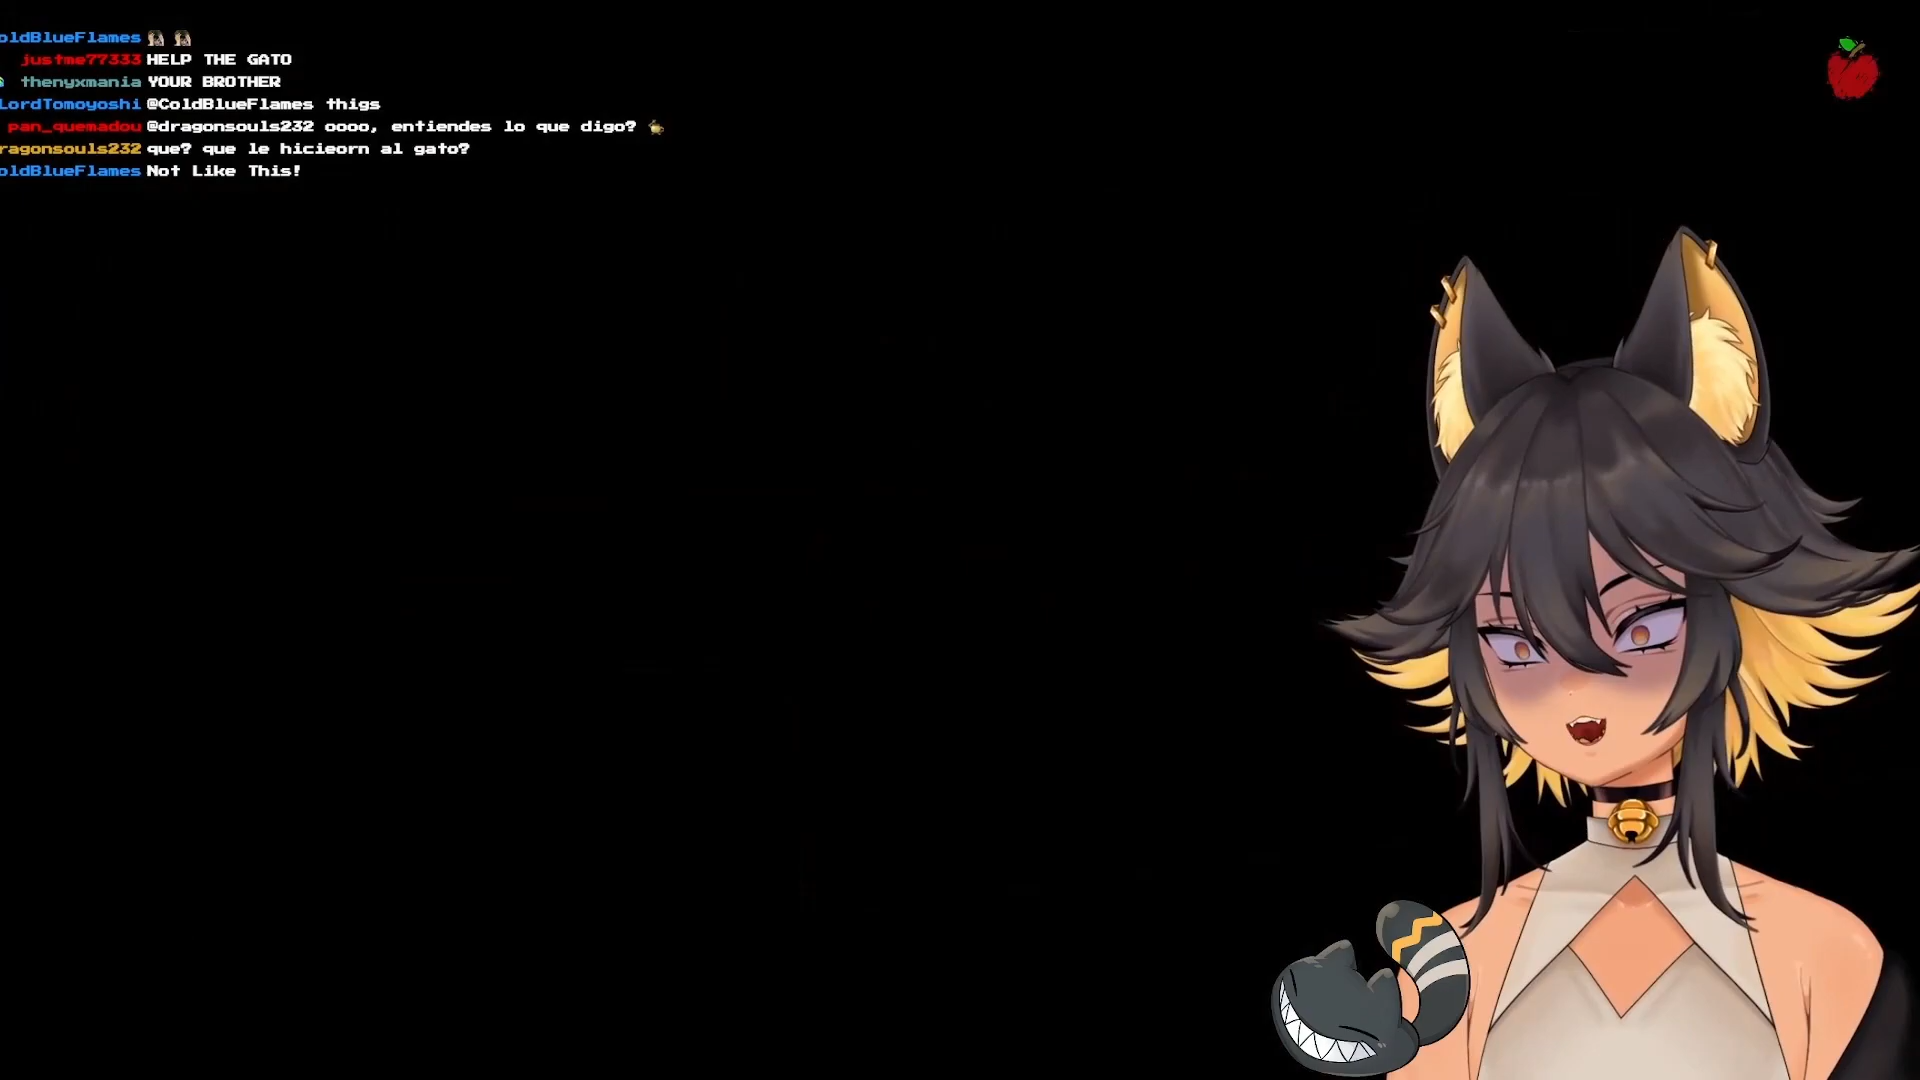 oldBlueFlames
justme77333 HELP THE GATO
thenyxmania YOUR BROTHER
LordTomoyoshi @ColdBlueFlames thigs
pan_quemadou @dragonsouls232 oooo, entiendes lo que digo?
ragonsouls232 que? que le hicieorn al gato?
oldBlueFlames Not Like This!